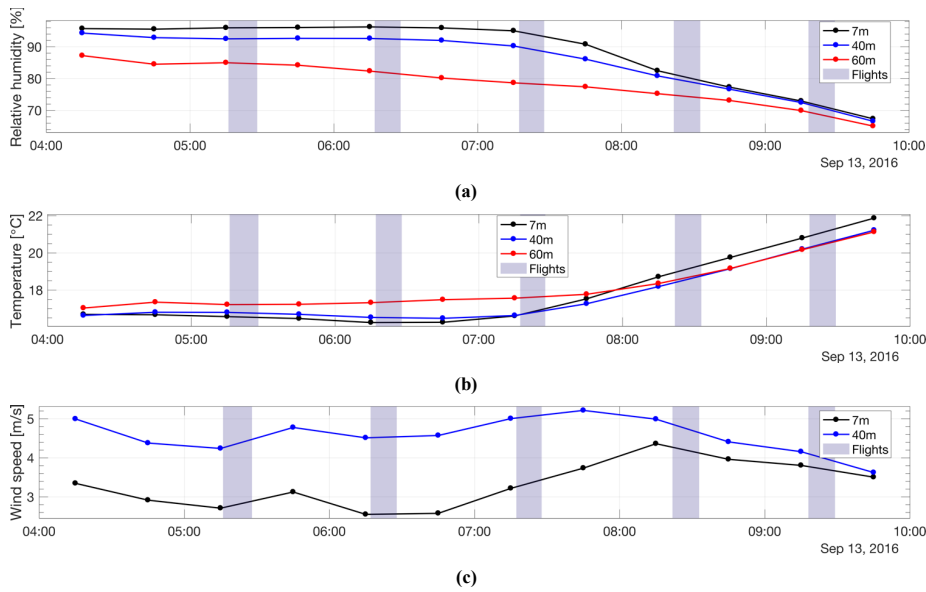 Relative humidity [%]
90
80
70
7m
40m
60m
Flights
04:00 05:00 06:00 07:00 08:00 09:00 10:00
Sep 13, 2016
(a)
Temperature [°C]
22
20
18
7m
40m
60m
Flights
04:00 05:00 06:00 07:00 08:00 09:00 10:00
Sep 13, 2016
(b)
Wind speed [m/s]
5
4
3
7m
40m
Flights
04:00 05:00 06:00 07:00 08:00 09:00 10:00
Sep 13, 2016
(c)